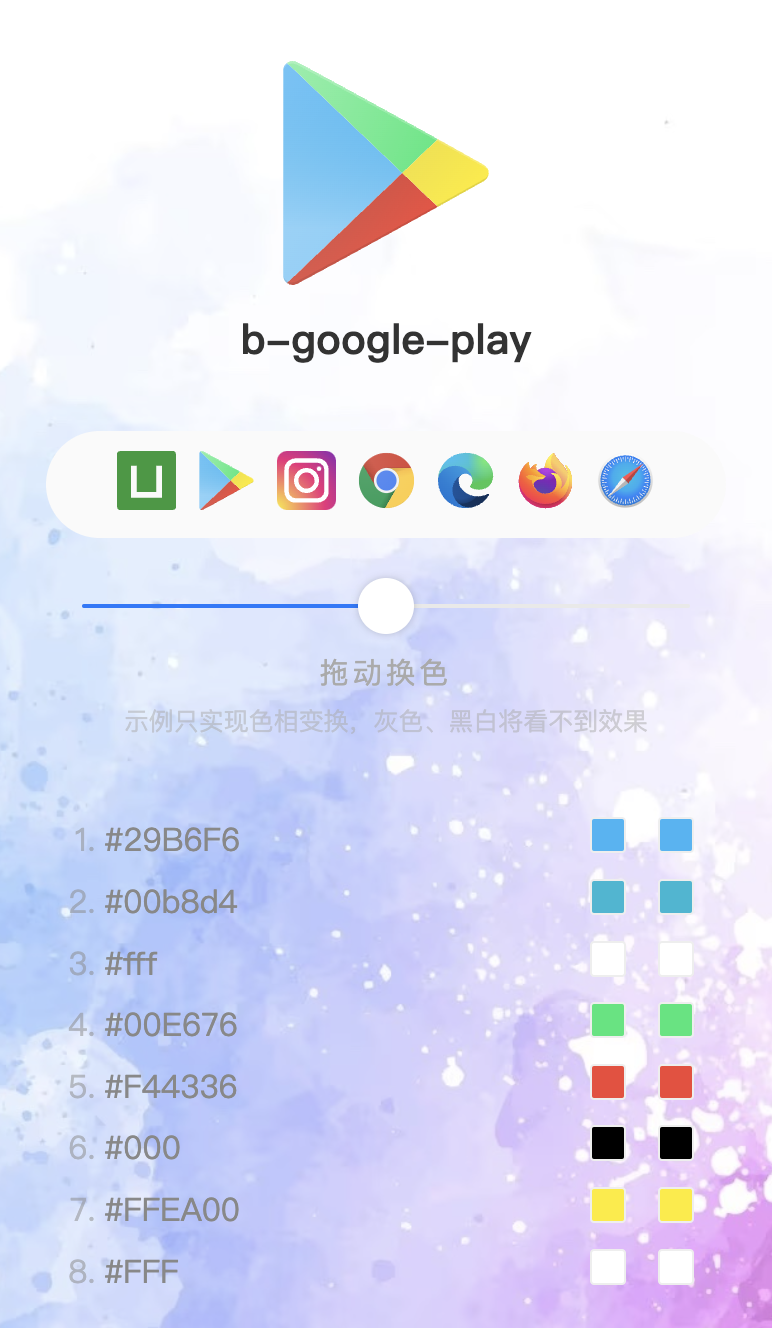 b-google-play
拖动换色
示例只实现色相变换，灰色、黑白将看不到效果
1. #29B6F6
2. #00b8d4
3. #fff
4. #00E676
5. #F44336
6. #000
7. #FFEA00
8. #FFF